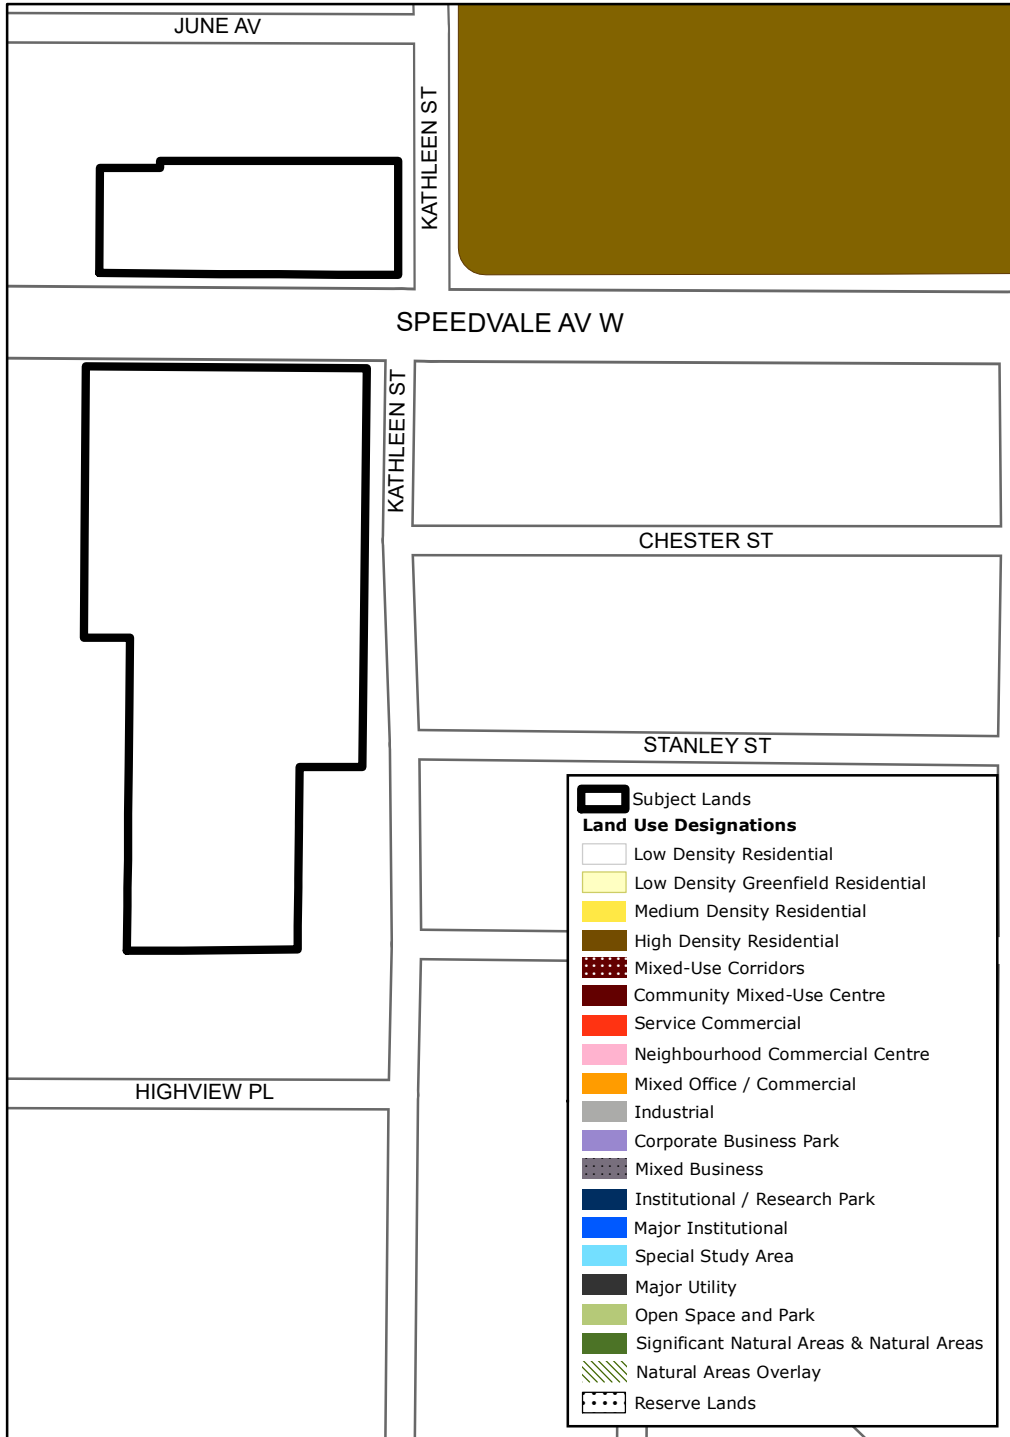 JUNE AV
KATHLEEN ST
SPEEDVALE AV W
KATHLEEN ST
CHESTER ST
STANLEY ST
HIGHVIEW PL
Subject Lands
Land Use Designations
Low Density Residential
Low Density Greenfield Residential
Medium Density Residential
High Density Residential
Mixed-Use Corridors
Community Mixed-Use Centre
Service Commercial
Neighbourhood Commercial Centre
Mixed Office / Commercial
Industrial
Corporate Business Park
Mixed Business
Institutional / Research Park
Major Institutional
Special Study Area
Major Utility
Open Space and Park
Significant Natural Areas & Natural Areas
Natural Areas Overlay
Reserve Lands